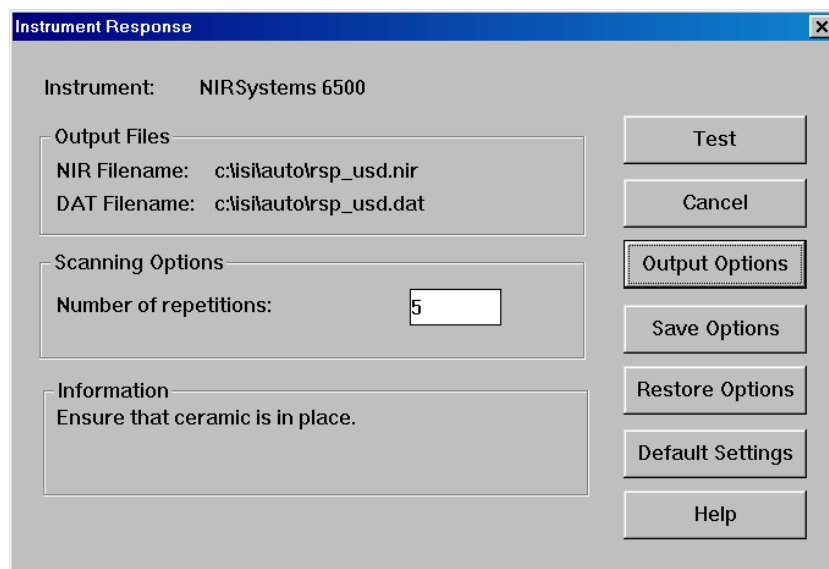 Instrument Response
Instrument: NIRSystems 6500
Output Files
NIR Filename: c:\isi\auto\rsp_usd.nir
DAT Filename: c:\isi\auto\rsp_usd.dat
Scanning Options
Number of repetitions: 5
Information
Ensure that ceramic is in place.
Test
Cancel
Output Options
Save Options
Restore Options
Default Settings
Help